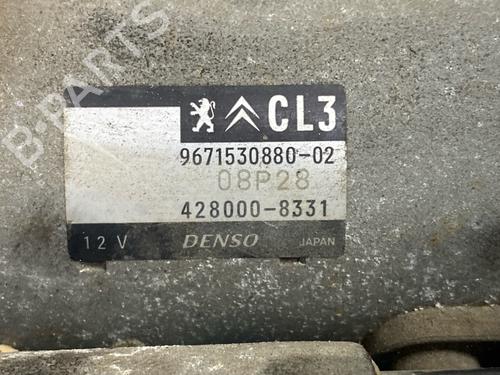 B-PARTS
CL3
9671530880-02
08P28
428000-8331
12 V DENSO JAPAN